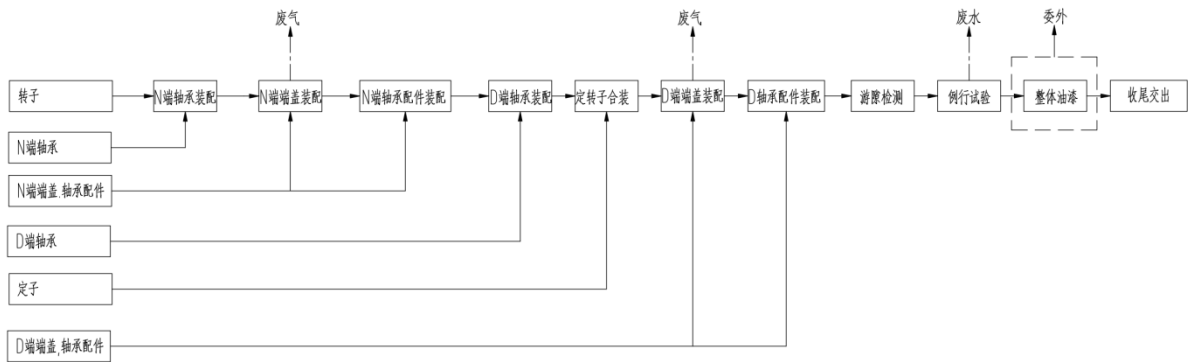 废气
废气
废水
委外
转子
N端轴承装配
N端端盖装配
N端轴承配件装配
D端轴承装配
定转子合装
D端端盖装配
D轴承配件装配
游隙检测
例行试验
整体油漆
收尾交出
N端轴承
N端端盖.轴承配件
D端轴承
定子
D端端盖,轴承配件